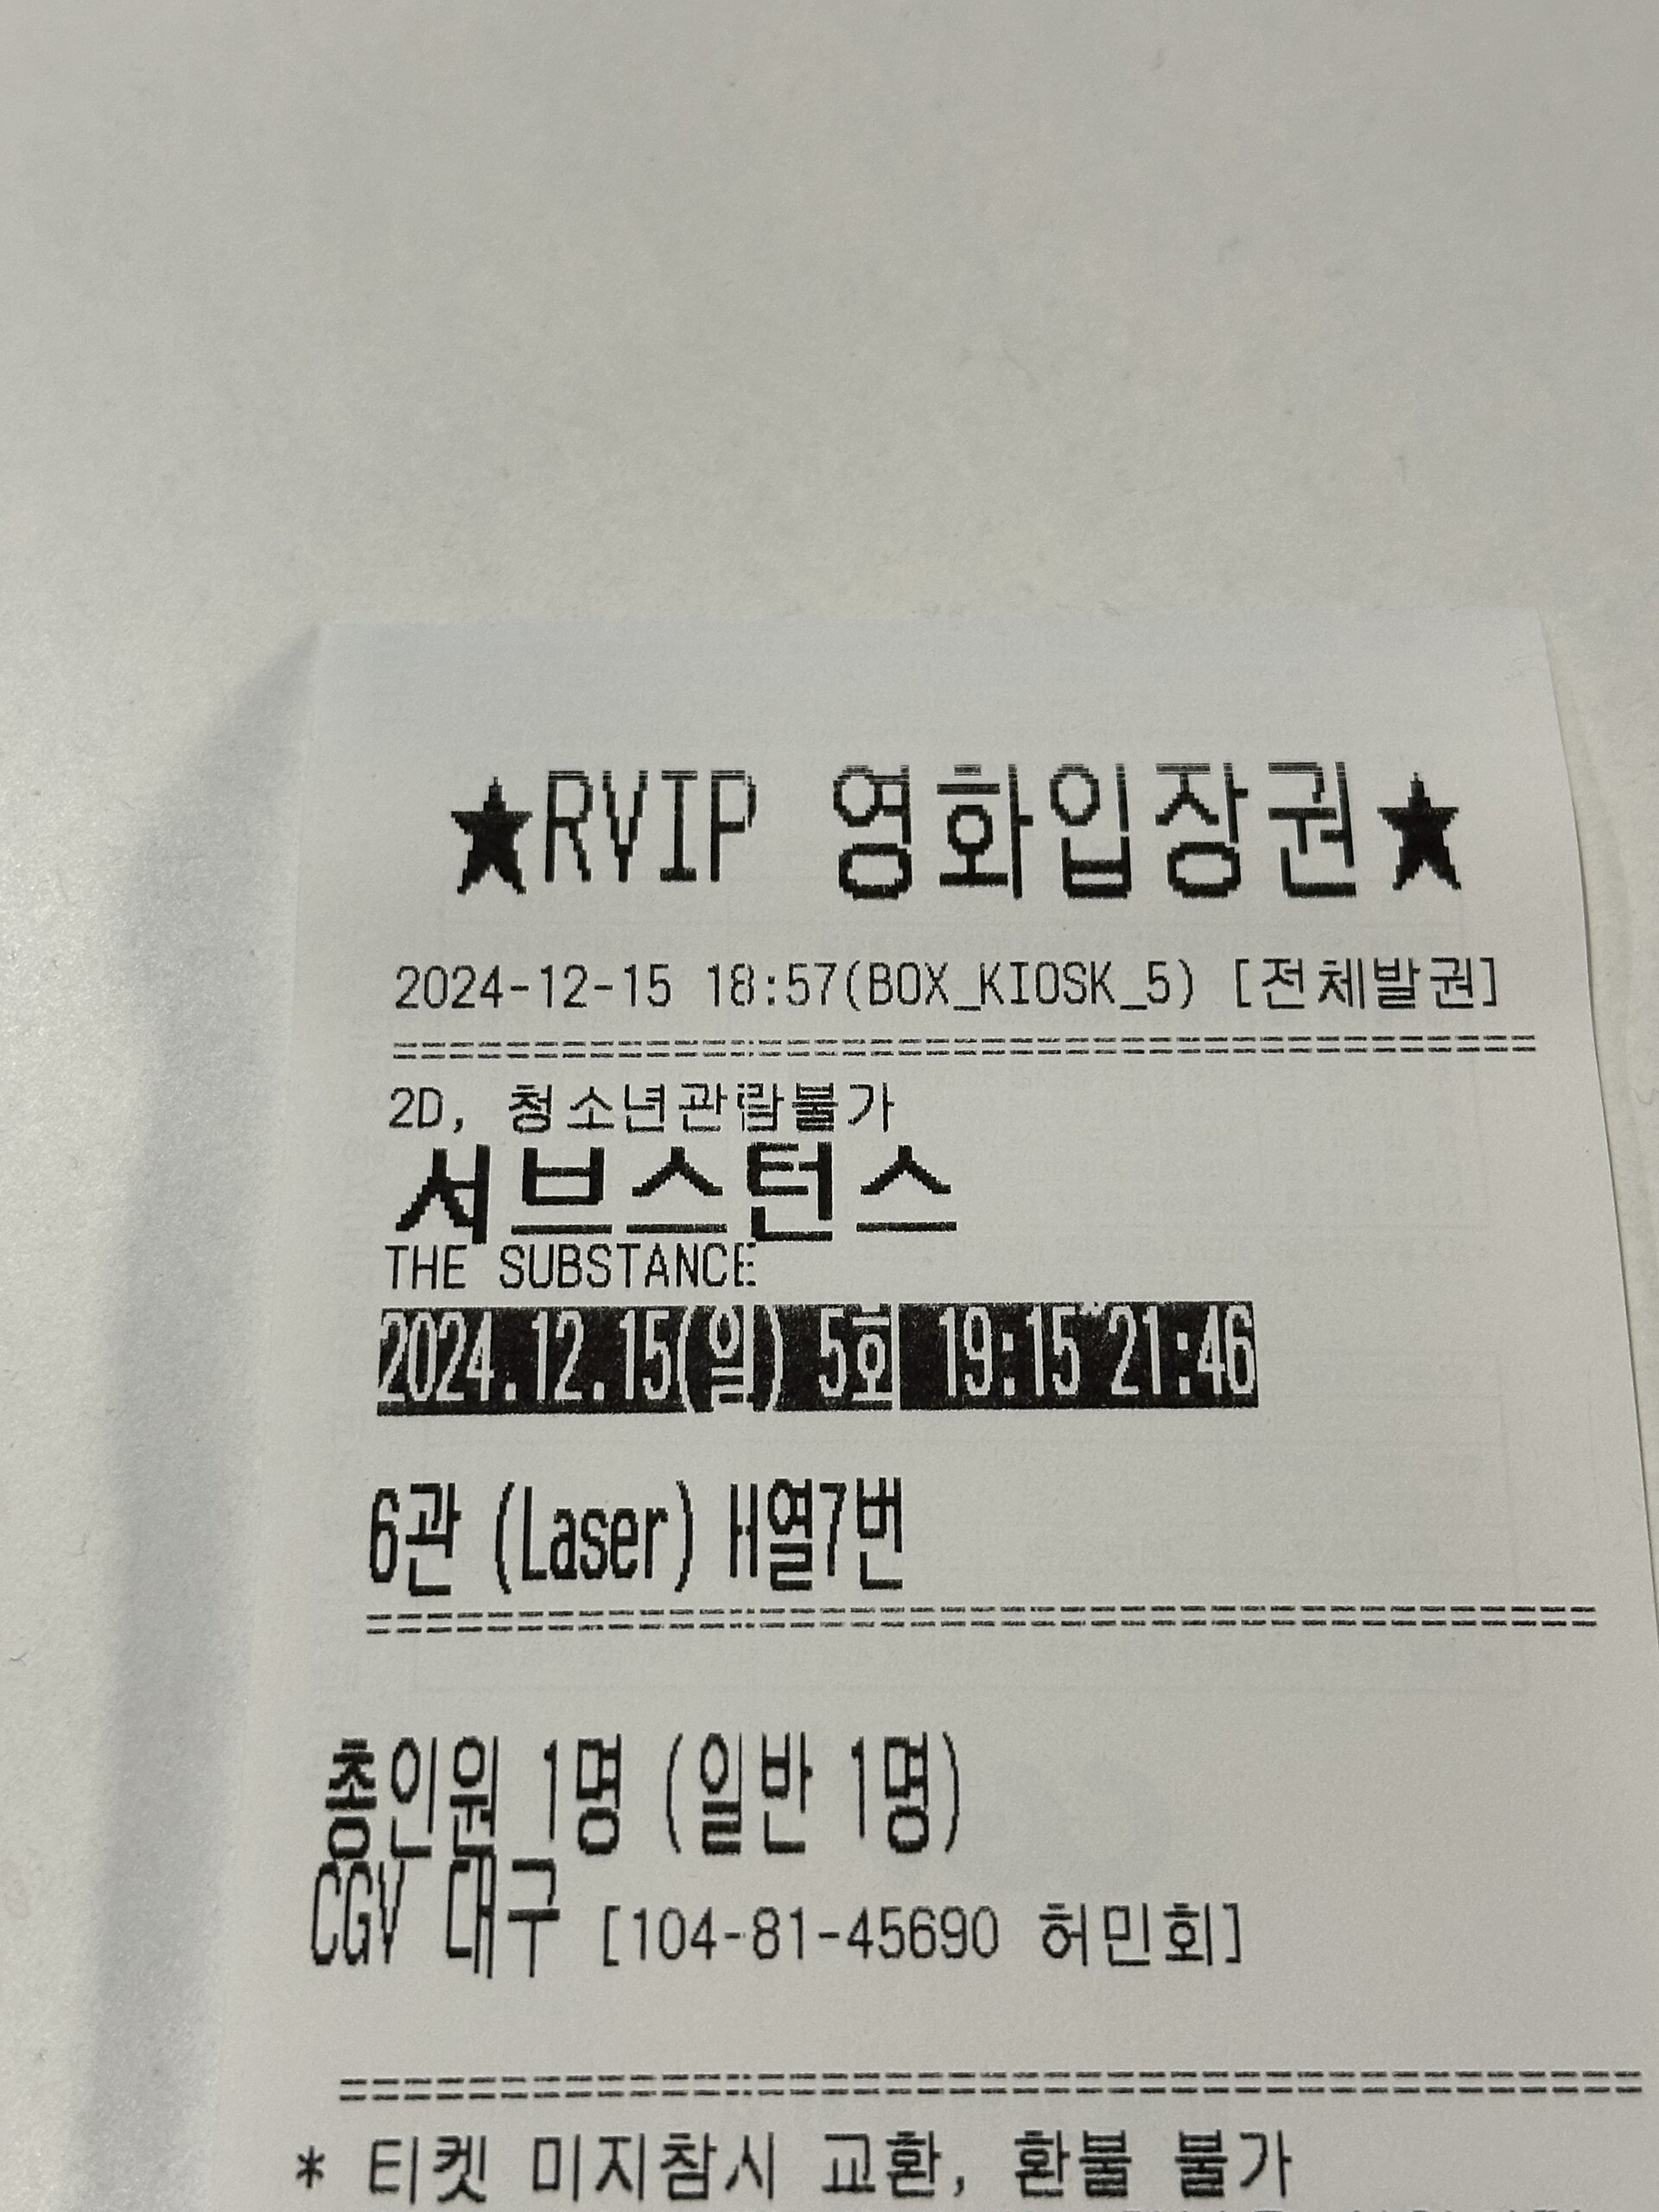 ★RVIP 영화입장권★
2024-12-15 18:57(BOX_KIOSK_5) [전체발권]
2D, 청소년관람불가
서브스턴스
THE SUBSTANCE
2024.12.15(일) 5회 19:15~21:46
6관 (Laser) H열7번
총인원 1명 (일반 1명)
CGV 대구 [104-81-45690 허민회]
* 티켓 미지참시 교환, 환불 불가